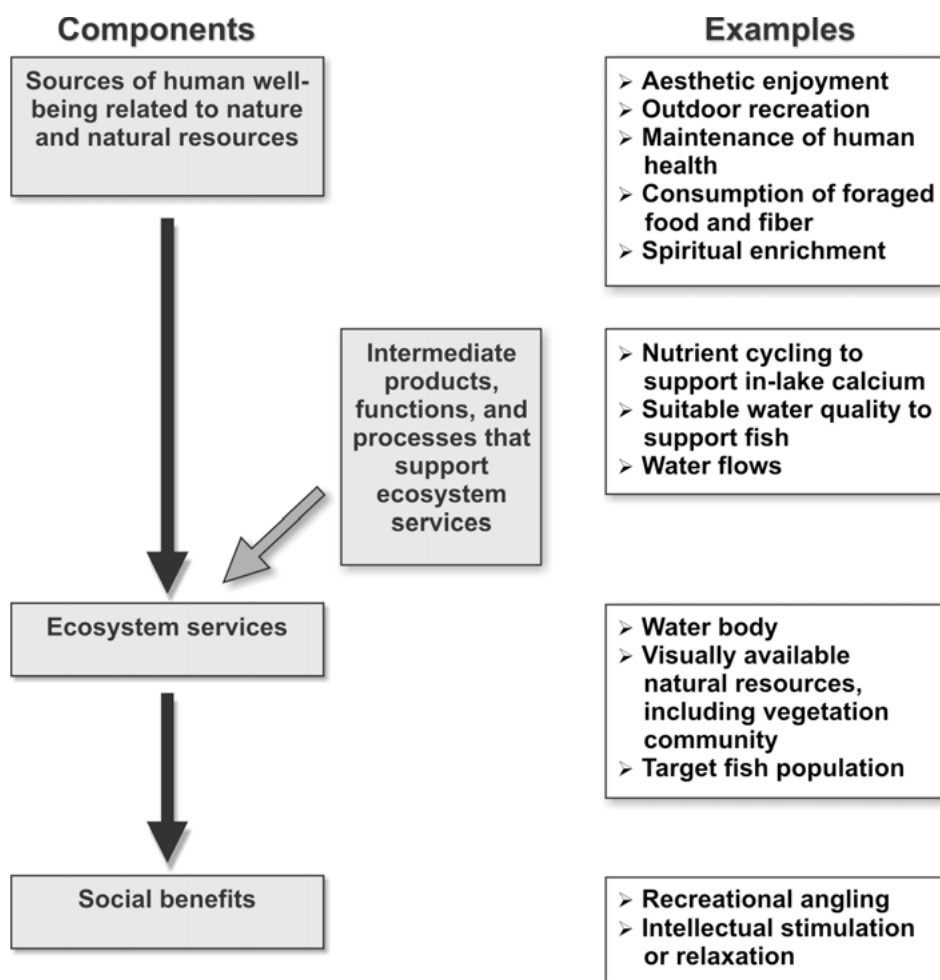 Components
Examples
Sources of human well-
being related to nature
and natural resources
➢ Aesthetic enjoyment
➢ Outdoor recreation
➢ Maintenance of human
health
➢ Consumption of foraged
food and fiber
➢ Spiritual enrichment
Intermediate
products,
functions, and
processes that
support
ecosystem
services
➢ Nutrient cycling to
support in-lake calcium
➢ Suitable water quality to
support fish
➢ Water flows
Ecosystem services
➢ Water body
➢ Visually available
natural resources,
including vegetation
community
➢ Target fish population
Social benefits
➢ Recreational angling
➢ Intellectual stimulation
or relaxation